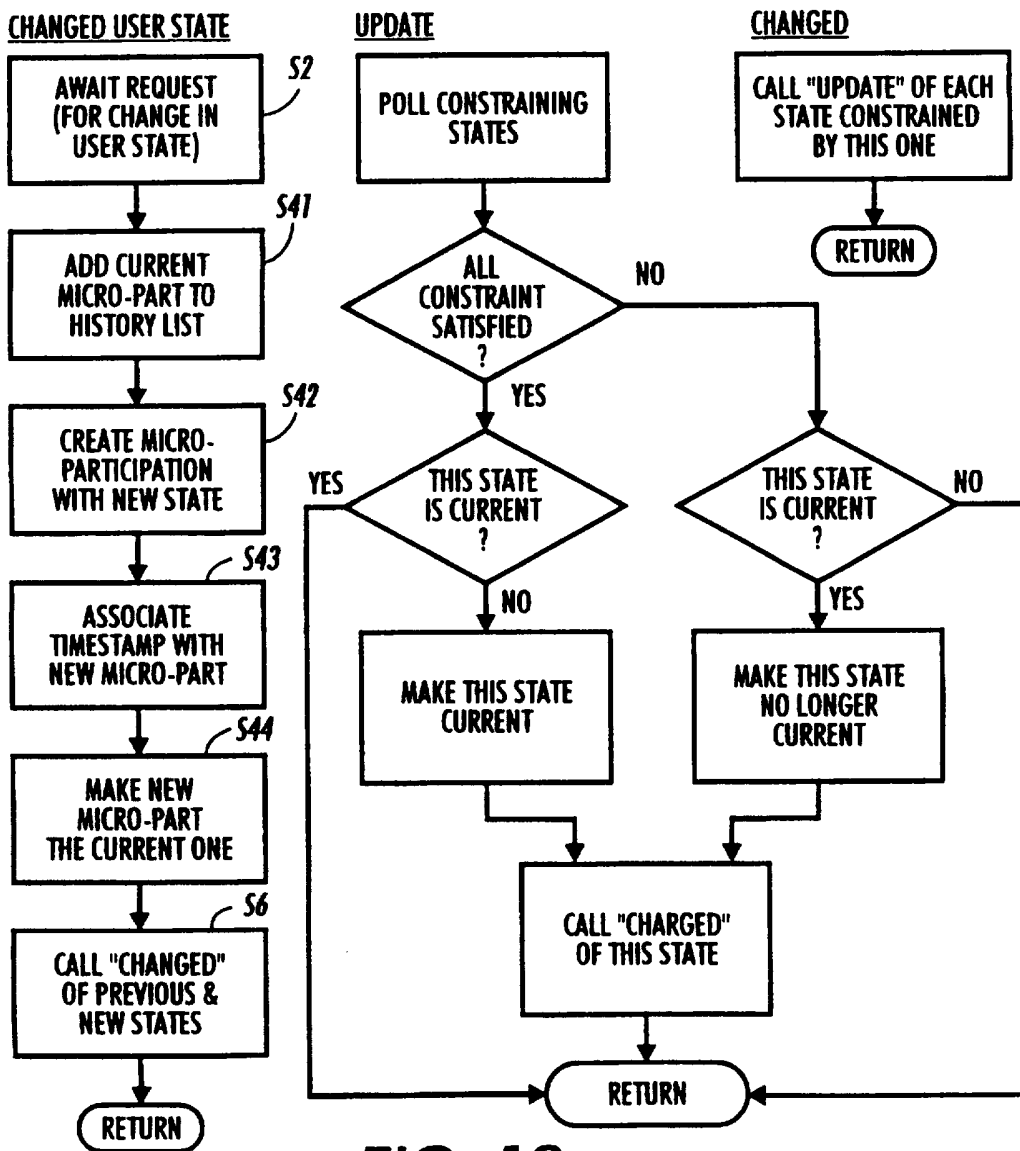 CHANGED USER STATE
AWAIT REQUEST
(FOR CHANGE IN
USER STATE)
S2
ADD CURRENT
MICRO-PART TO
HISTORY LIST
S41
CREATE MICRO-
PARTICIPATION
WITH NEW STATE
S42
ASSOCIATE
TIMESTAMP WITH
NEW MICRO-PART
S43
MAKE NEW
MICRO-PART
THE CURRENT ONE
S44
CALL "CHANGED"
OF PREVIOUS &
NEW STATES
S6
RETURN
UPDATE
POLL CONSTRAINING
STATES
ALL
CONSTRAINT
SATISFIED
?
NO
YES
THIS STATE
IS CURRENT
?
YES
NO
MAKE THIS STATE
CURRENT
THIS STATE
IS CURRENT
?
NO
YES
MAKE THIS STATE
NO LONGER
CURRENT
CALL "CHARGED"
OF THIS STATE
RETURN
CHANGED
CALL "UPDATE" OF EACH
STATE CONSTRAINED
BY THIS ONE
RETURN